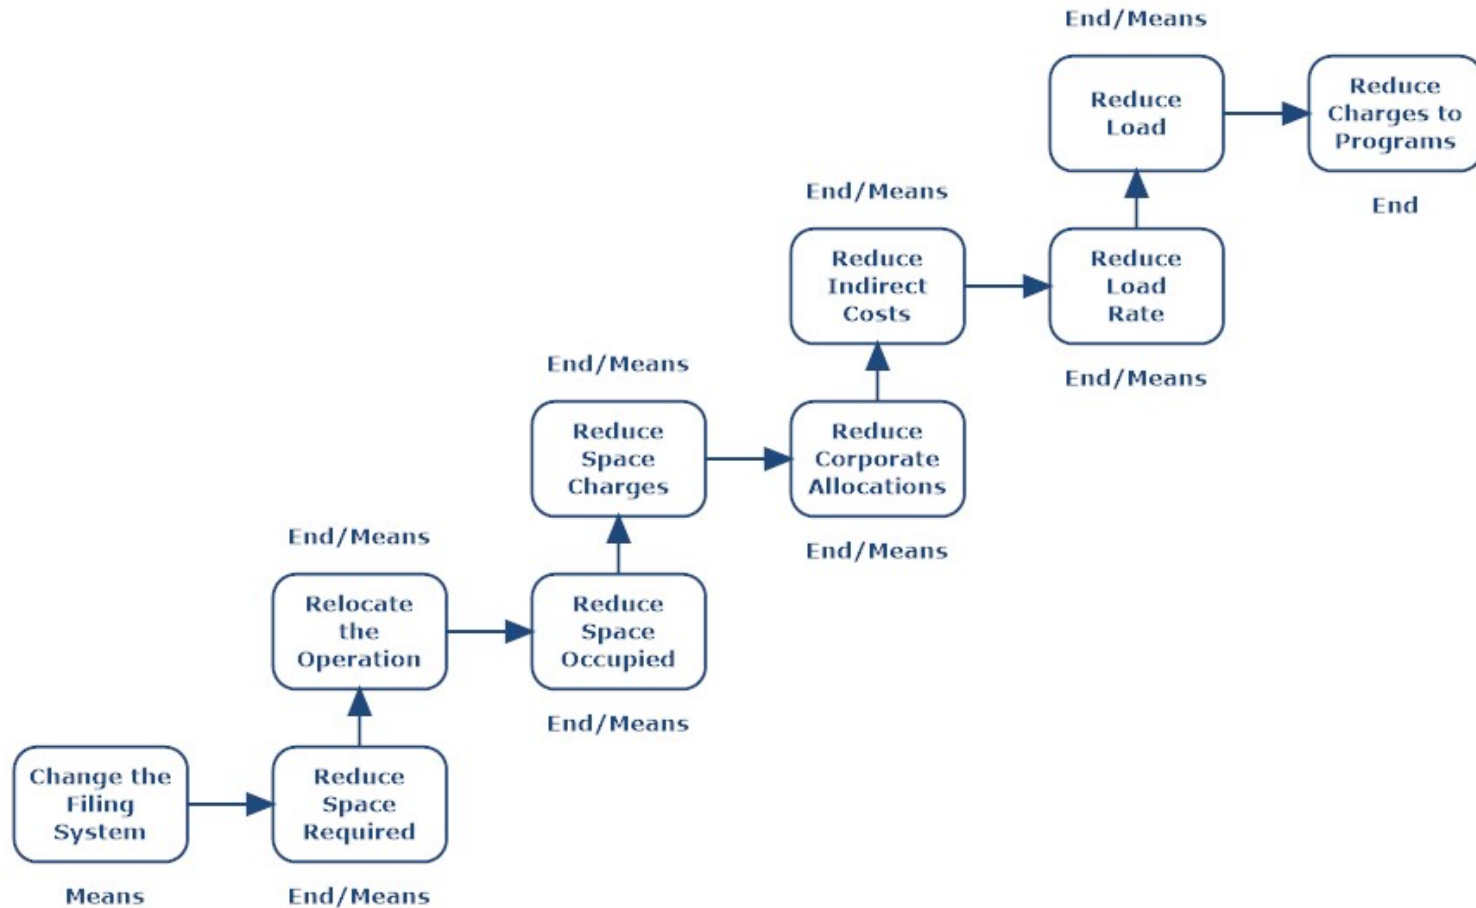 End/Means
Reduce
Load
Reduce
Charges to
Programs
End/Means
End
Reduce
Indirect
Costs
Reduce
Load
Rate
End/Means
End/Means
Reduce
Space
Charges
Reduce
Corporate
Allocations
End/Means
End/Means
Relocate
the
Operation
Reduce
Space
Occupied
End/Means
Change the
Filing
System
Reduce
Space
Required
Means
End/Means